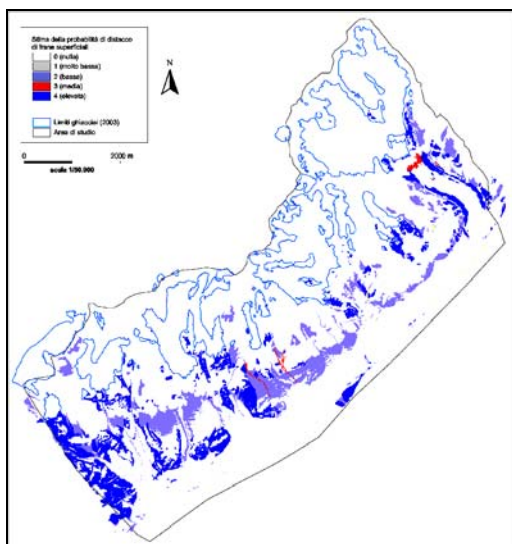 Stima della probabilità di distacco
di frane superficiali
0 (nulla)
1 (molto bassa)
2 (bassa)
3 (media)
4 (elevata)
Limiti ghiacciai (2003)
Area di studio
0 2000 m
scala 1/50.000
N